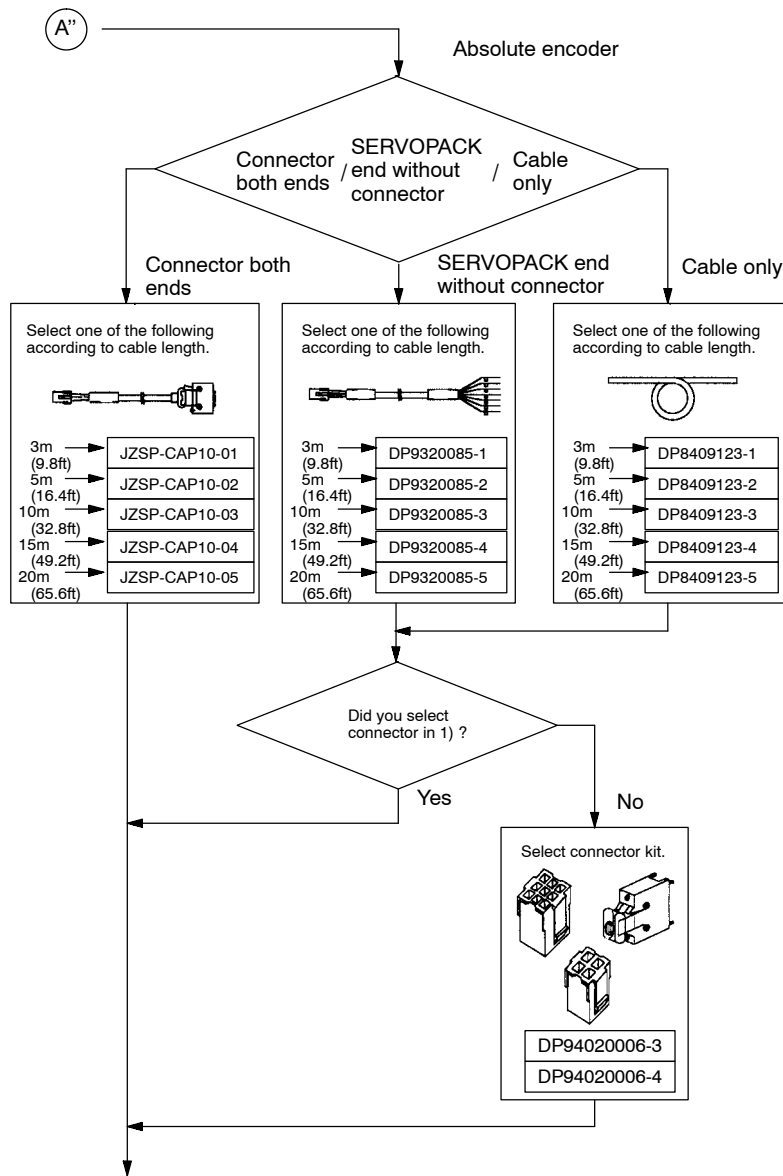 A"
Absolute encoder
Connector
both ends
/
SERVOPACK
end without
connector
/
Cable
only
Connector both
ends
SERVOPACK end
without connector
Cable only
Select one of the following
according to cable length.
3m
(9.8ft)
JZSP-CAP10-01
5m
(16.4ft)
JZSP-CAP10-02
10m
(32.8ft)
JZSP-CAP10-03
15m
(49.2ft)
JZSP-CAP10-04
20m
(65.6ft)
JZSP-CAP10-05
Select one of the following
according to cable length.
3m
(9.8ft)
DP9320085-1
5m
(16.4ft)
DP9320085-2
10m
(32.8ft)
DP9320085-3
15m
(49.2ft)
DP9320085-4
20m
(65.6ft)
DP9320085-5
Select one of the following
according to cable length.
3m
(9.8ft)
DP8409123-1
5m
(16.4ft)
DP8409123-2
10m
(32.8ft)
DP8409123-3
15m
(49.2ft)
DP8409123-4
20m
(65.6ft)
DP8409123-5
Did you select
connector in 1) ?
Yes
No
Select connector kit.
DP94020006-3
DP94020006-4